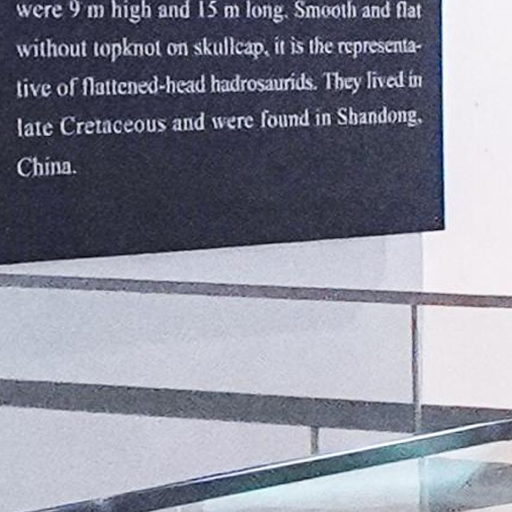 were 9 m high and 15 m long. Smooth and flat
without topknot on skullcap, it is the representa-
tive of flattened-head hadrosaurids. They lived in
late Cretaceous and were found in Shandong,
China.